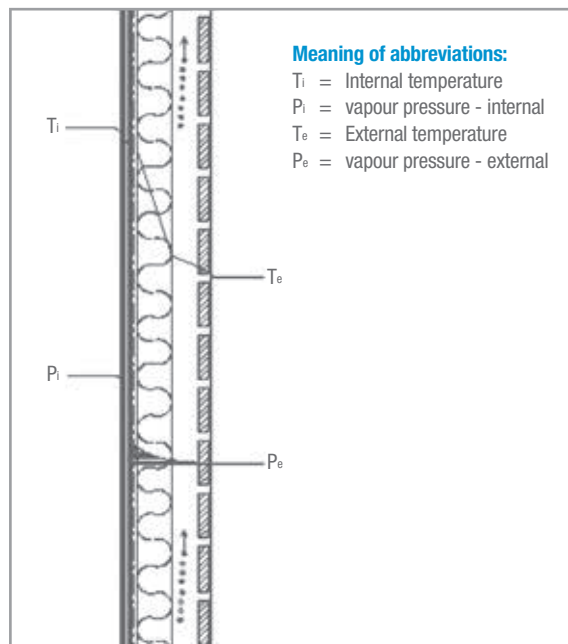 Meaning of abbreviations:
Ti = Internal temperature
Pi = vapour pressure - internal
Te = External temperature
Pe = vapour pressure - external
Ti
Te
Pi
Pe